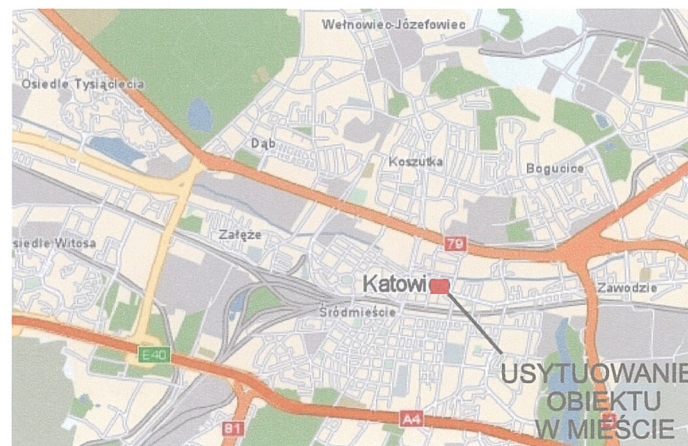 Wełnowiec-Józefowiec
Osiedle Tysiąclecia
Dąb
Koszutka
Bogucice
siedle Witosa
Załęże
79
Katowi
Zawodzie
Śródmieście
E40
USYTUOWANIE
OBIEKTU
W MIEŚCIE
A4
81